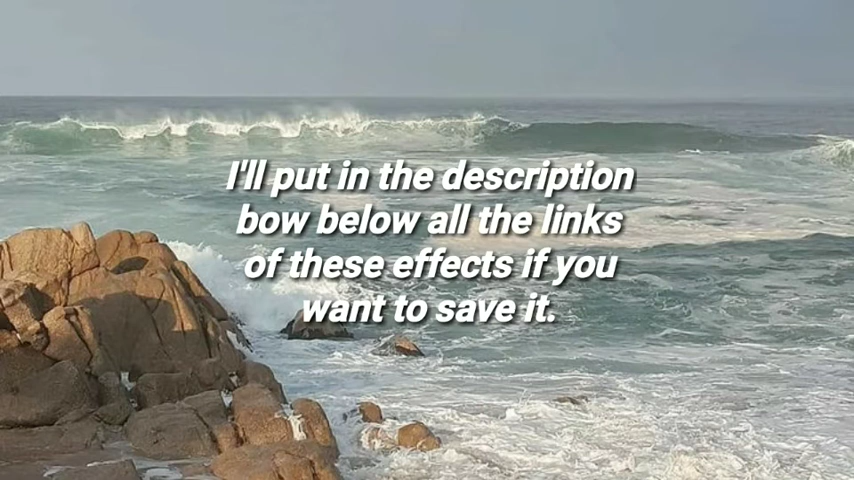 I'll put in the description
bow below all the links
of these effects if you
want to save it.